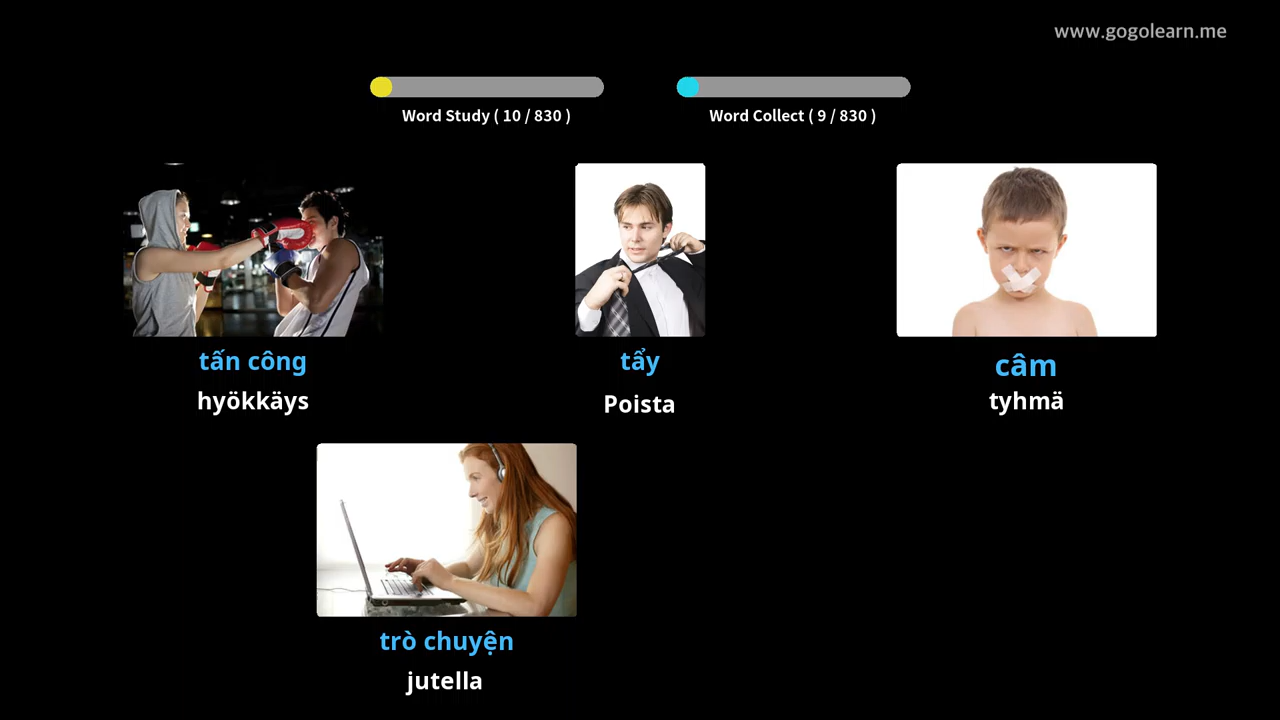 www.gogolearn.me
Word Study ( 10 / 830 )
Word Collect ( 9 / 830 )
tấn công
hyökkäys
tẩy
Poista
câm
tyhmä
trò chuyện
jutella